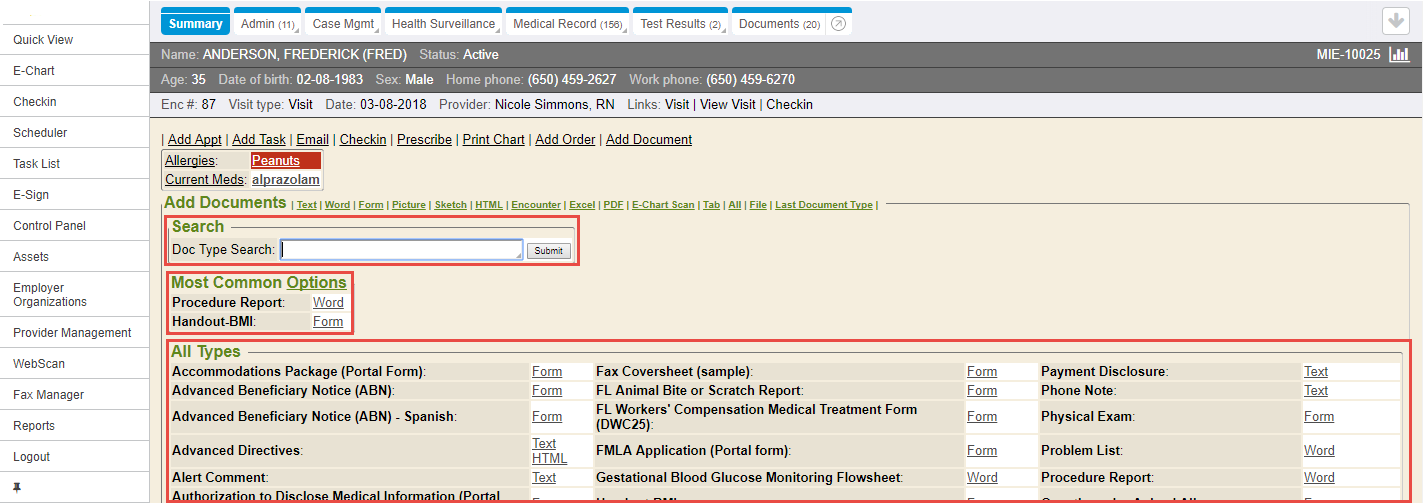 Summary Admin (11) Case Mgmt Health Surveillance Medical Record (156) Test Results (2) Documents (20)
Quick View
E-Chart
Checkin
Scheduler
Task List
E-Sign
Control Panel
Assets
Employer
Organizations
Provider Management
WebScan
Fax Manager
Reports
Logout
Name: ANDERSON, FREDERICK (FRED) Status: Active MIE-10025
Age: 35 Date of birth: 02-08-1983 Sex: Male Home phone: (650) 459-2627 Work phone: (650) 459-6270
Enc #: 87 Visit type: Visit Date: 03-08-2018 Provider: Nicole Simmons, RN Links: Visit | View Visit | Checkin
| Add Appt | Add Task | Email | Checkin | Prescribe | Print Chart | Add Order | Add Document
Allergies: Peanuts
Current Meds: alprazolam
Add Documents | Text | Word | Form | Picture | Sketch | HTML | Encounter | Excel | PDF | E-Chart Scan | Tab | All | File | Last Document Type |
Search
Doc Type Search: Submit
Most Common Options
Procedure Report: Word
Handout-BMI: Form
All Types
Accommodations Package (Portal Form): Form Fax Coversheet (sample): Form Payment Disclosure: Text
Advanced Beneficiary Notice (ABN): Form FL Animal Bite or Scratch Report: Form Phone Note: Text
Advanced Beneficiary Notice (ABN) - Spanish: Form FL Workers' Compensation Medical Treatment Form (DWC25): Form Physical Exam: Form
Advanced Directives: Text HTML FMLA Application (Portal form): Form Problem List: Word
Alert Comment: Text Gestational Blood Glucose Monitoring Flowsheet: Word Procedure Report: Word
Authorization to Disclose Medical Information (Portal